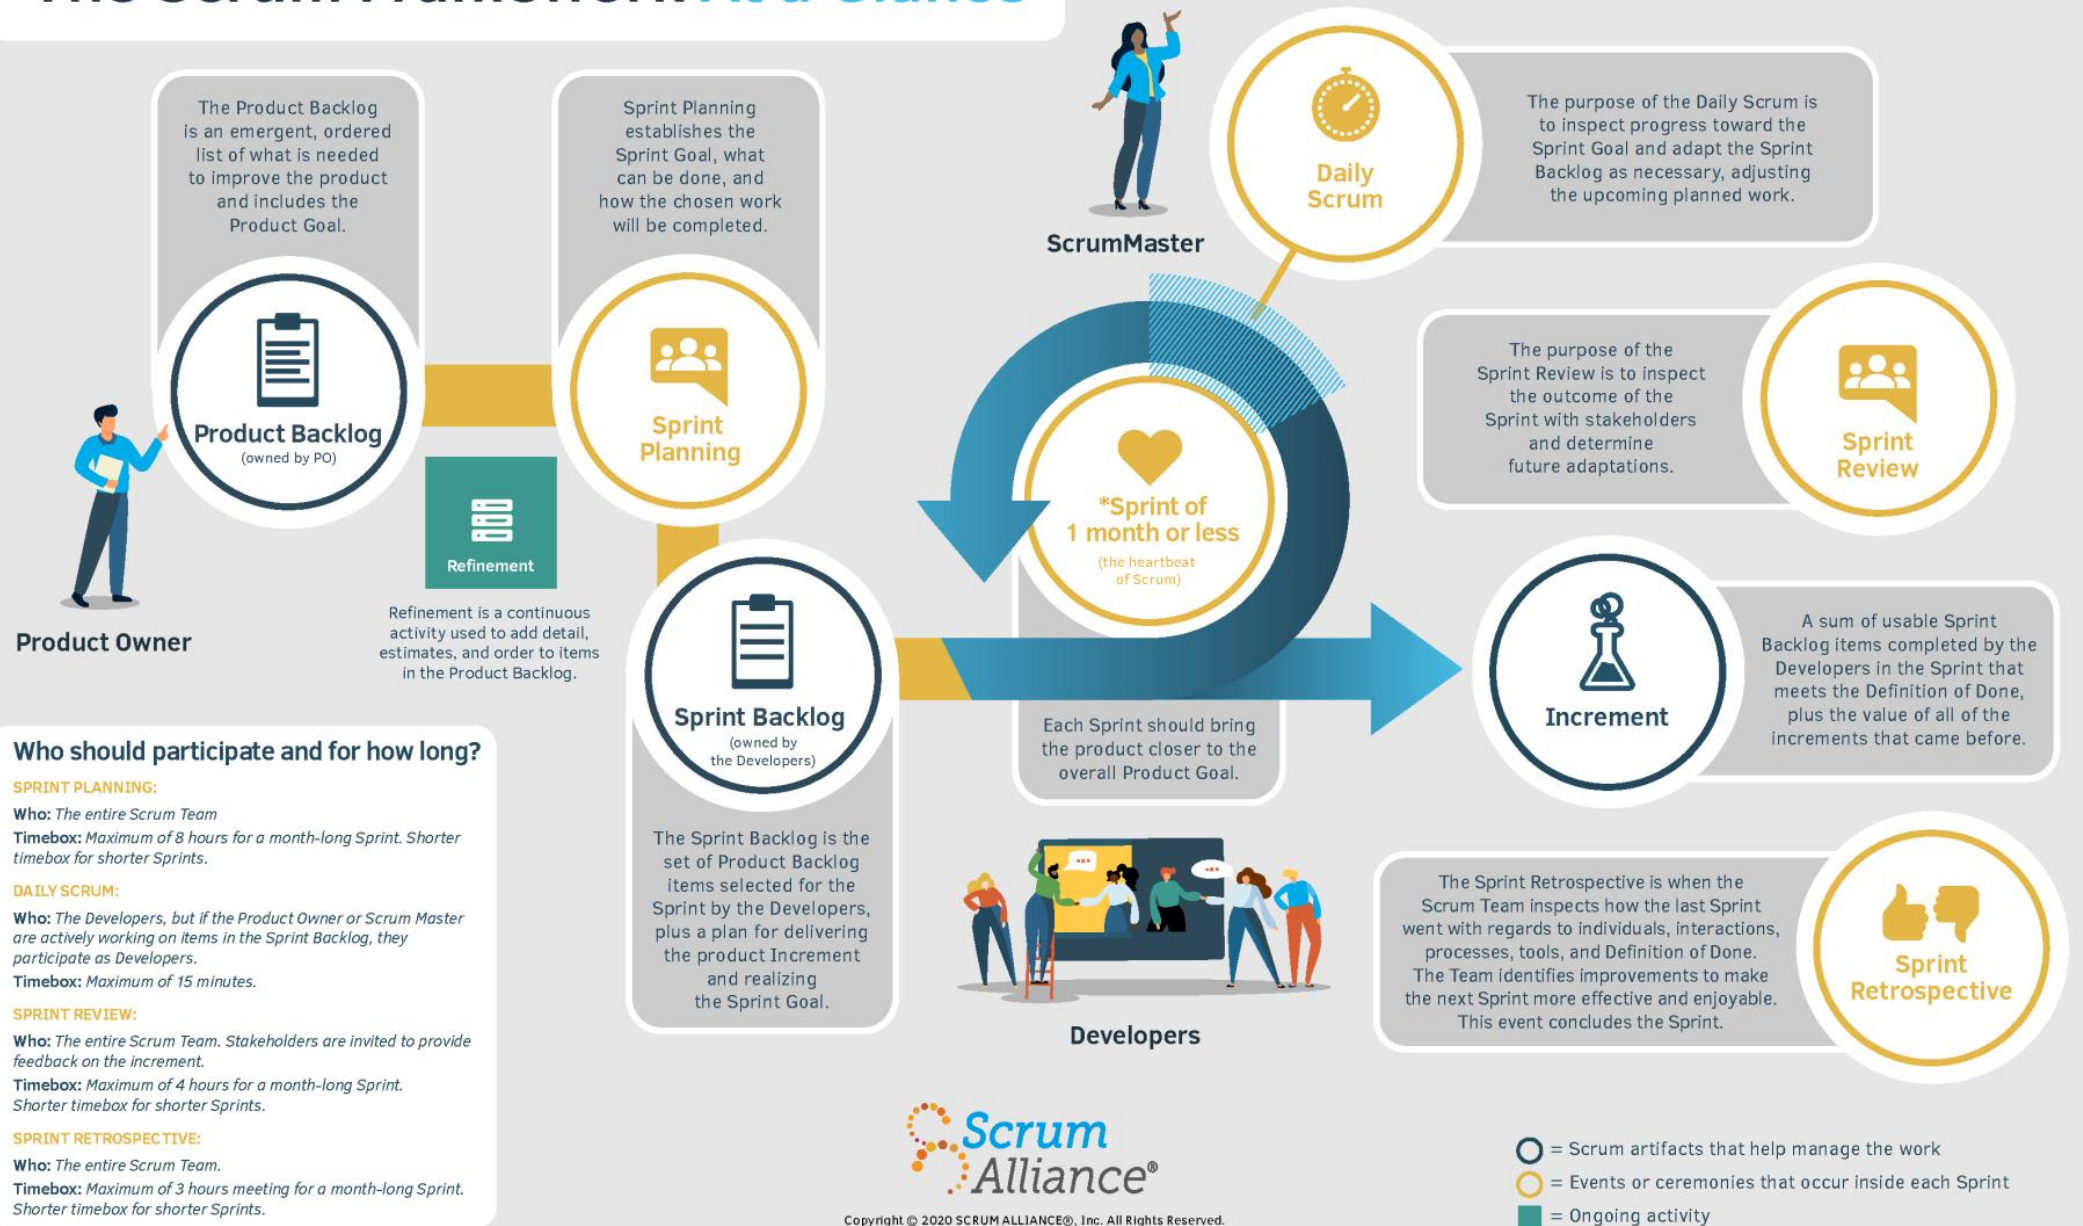 The Scrum Framework At a Glance
The Product Backlog
is an emergent, ordered
list of what is needed
to improve the product
and includes the
Product Goal.
Product Backlog
(owned by PO)
Product Owner
Sprint Planning
establishes the
Sprint Goal, what
can be done, and
how the chosen work
will be completed.
Sprint
Planning
Refinement
Refinement is a continuous
activity used to add detail,
estimates, and order to items
in the Product Backlog.
Sprint Backlog
(owned by
the Developers)
The Sprint Backlog is the
set of Product Backlog
items selected for the
Sprint by the Developers,
plus a plan for delivering
the product Increment
and realizing
the Sprint Goal.
ScrumMaster
Daily
Scrum
The purpose of the Daily Scrum is
to inspect progress toward the
Sprint Goal and adapt the Sprint
Backlog as necessary, adjusting
the upcoming planned work.
*Sprint of
1 month or less
(the heartbeat
of Scrum)
Each Sprint should bring
the product closer to the
overall Product Goal.
Developers
The purpose of the
Sprint Review is to inspect
the outcome of the
Sprint with stakeholders
and determine
future adaptations.
Sprint
Review
Increment
A sum of usable Sprint
Backlog items completed by the
Developers in the Sprint that
meets the Definition of Done,
plus the value of all of the
increments that came before.
The Sprint Retrospective is when the
Scrum Team inspects how the last Sprint
went with regards to individuals, interactions,
processes, tools, and Definition of Done.
The Team identifies improvements to make
the next Sprint more effective and enjoyable.
This event concludes the Sprint.
Sprint
Retrospective
Who should participate and for how long?
SPRINT PLANNING:
Who: The entire Scrum Team
Timebox: Maximum of 8 hours for a month-long Sprint. Shorter
timebox for shorter Sprints.
DAILY SCRUM:
Who: The Developers, but if the Product Owner or Scrum Master
are actively working on items in the Sprint Backlog, they
participate as Developers.
Timebox: Maximum of 15 minutes.
SPRINT REVIEW:
Who: The entire Scrum Team. Stakeholders are invited to provide
feedback on the increment.
Timebox: Maximum of 4 hours for a month-long Sprint.
Shorter timebox for shorter Sprints.
SPRINT RETROSPECTIVE:
Who: The entire Scrum Team.
Timebox: Maximum of 3 hours meeting for a month-long Sprint.
Shorter timebox for shorter Sprints.
Scrum
Alliance®
Copyright © 2020 SCRUM ALLIANCE®, Inc. All Rights Reserved.
= Scrum artifacts that help manage the work
= Events or ceremonies that occur inside each Sprint
= Ongoing activity